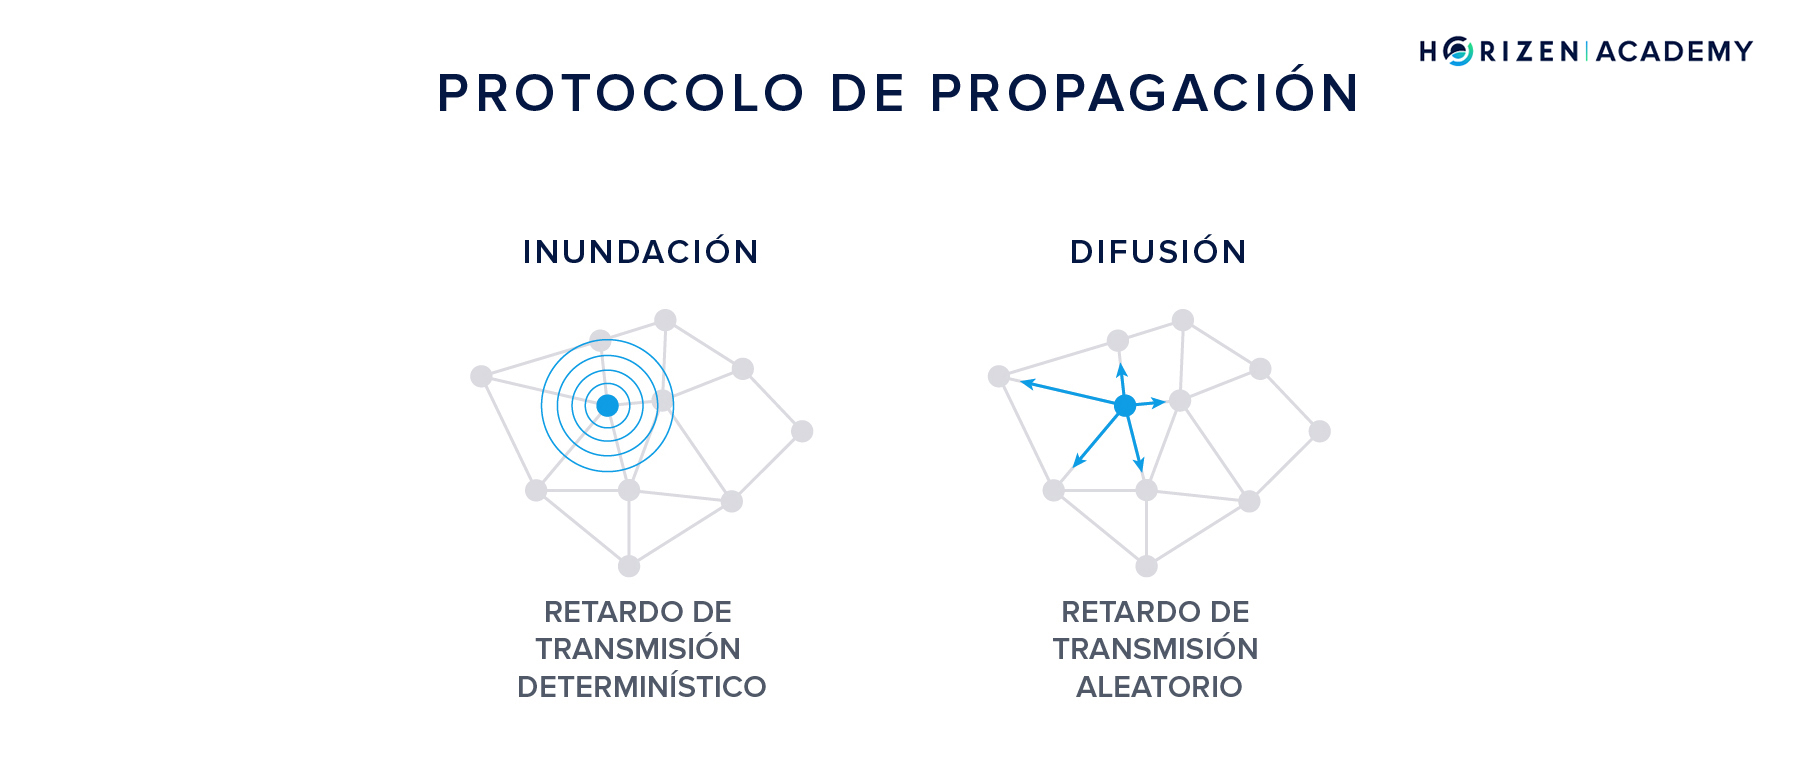 HORIZEN | ACADEMY
PROTOCOLO DE PROPAGACIÓN
INUNDACIÓN
RETARDO DE
TRANSMISIÓN
DETERMINÍSTICO
DIFUSIÓN
RETARDO DE
TRANSMISIÓN
ALEATORIO